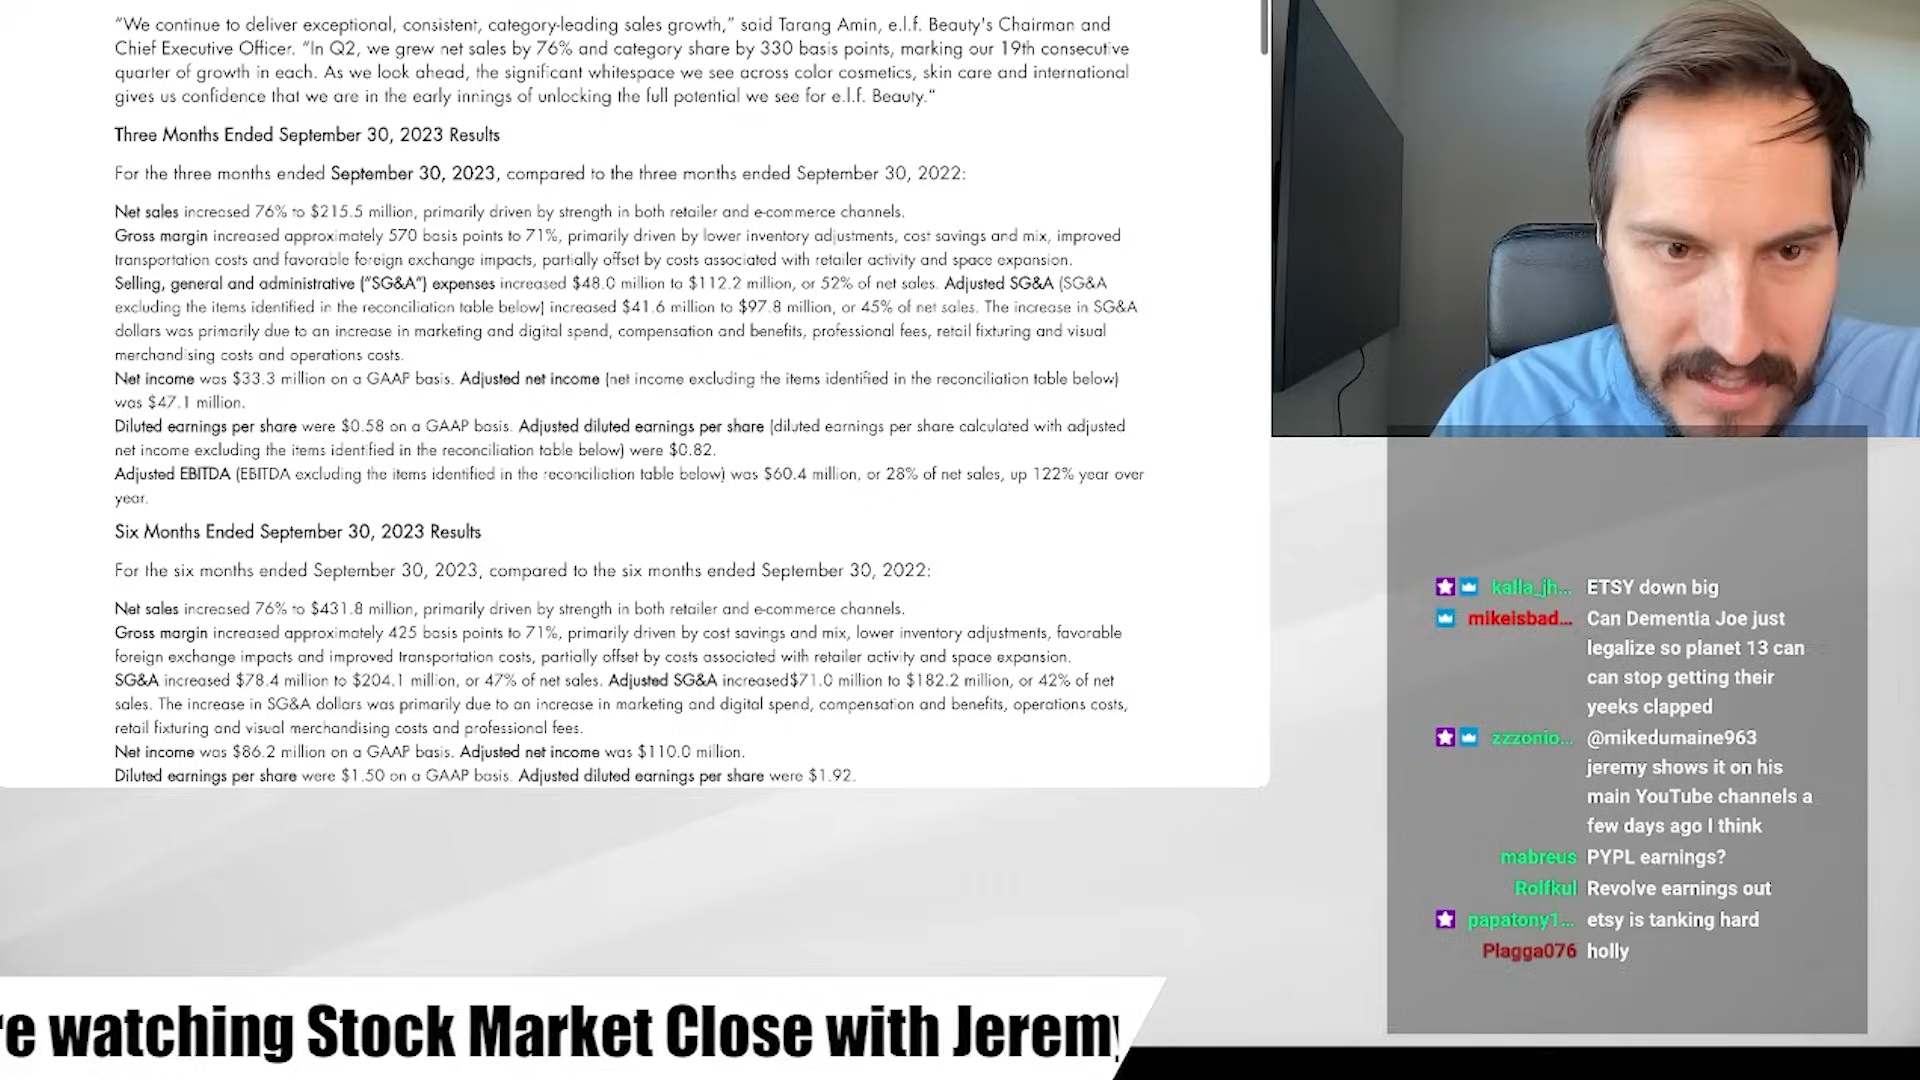 “We continue to deliver exceptional, consistent, category-leading sales growth,” said Tarang Amin, e.l.f. Beauty's Chairman and
Chief Executive Officer. “In Q2, we grew net sales by 76% and category share by 330 basis points, marking our 19th consecutive
quarter of growth in each. As we look ahead, the significant whitespace we see across color cosmetics, skin care and international
gives us confidence that we are in the early innings of unlocking the full potential we see for e.l.f. Beauty.”
Three Months Ended September 30, 2023 Results
For the three months ended September 30, 2023, compared to the three months ended September 30, 2022:
Net sales increased 76% to $215.5 million, primarily driven by strength in both retailer and e-commerce channels.
Gross margin increased approximately 570 basis points to 71%, primarily driven by lower inventory adjustments, cost savings and mix, improved
transportation costs and favorable foreign exchange impacts, partially offset by costs associated with retailer activity and space expansion.
Selling, general and administrative (“SG&A”) expenses increased $48.0 million to $112.2 million, or 52% of net sales. Adjusted SG&A (SG&A
excluding the items identified in the reconciliation table below) increased $41.6 million to $97.8 million, or 45% of net sales. The increase in SG&A
dollars was primarily due to an increase in marketing and digital spend, compensation and benefits, professional fees, retail fixturing and visual
merchandising costs and operations costs.
Net income was $33.3 million on a GAAP basis. Adjusted net income (net income excluding the items identified in the reconciliation table below)
was $47.1 million.
Diluted earnings per share were $0.58 on a GAAP basis. Adjusted diluted earnings per share (diluted earnings per share calculated with adjusted
net income excluding the items identified in the reconciliation table below) were $0.82.
Adjusted EBITDA (EBITDA excluding the items identified in the reconciliation table below) was $60.4 million, or 28% of net sales, up 122% year over
year.
Six Months Ended September 30, 2023 Results
For the six months ended September 30, 2023, compared to the six months ended September 30, 2022:
Net sales increased 76% to $431.8 million, primarily driven by strength in both retailer and e-commerce channels.
Gross margin increased approximately 425 basis points to 71%, primarily driven by cost savings and mix, lower inventory adjustments, favorable
foreign exchange impacts and improved transportation costs, partially offset by costs associated with retailer activity and space expansion.
SG&A increased $78.4 million to $204.1 million, or 47% of net sales. Adjusted SG&A increased$71.0 million to $182.2 million, or 42% of net
sales. The increase in SG&A dollars was primarily due to an increase in marketing and digital spend, compensation and benefits, operations costs,
retail fixturing and visual merchandising costs and professional fees.
Net income was $86.2 million on a GAAP basis. Adjusted net income was $110.0 million.
Diluted earnings per share were $1.50 on a GAAP basis. Adjusted diluted earnings per share were $1.92.
kalla_jh... ETSY down big
mikeisbad... Can Dementia Joe just
legalize so planet 13 can
can stop getting their
yeeks clapped
zzzonio... @mikedumaine963
jeremy shows it on his
main YouTube channels a
few days ago I think
mabreus PYPL earnings?
Rolfkul Revolve earnings out
papatony1... etsy is tanking hard
Plagga076 holly
re watching Stock Market Close with Jeremy